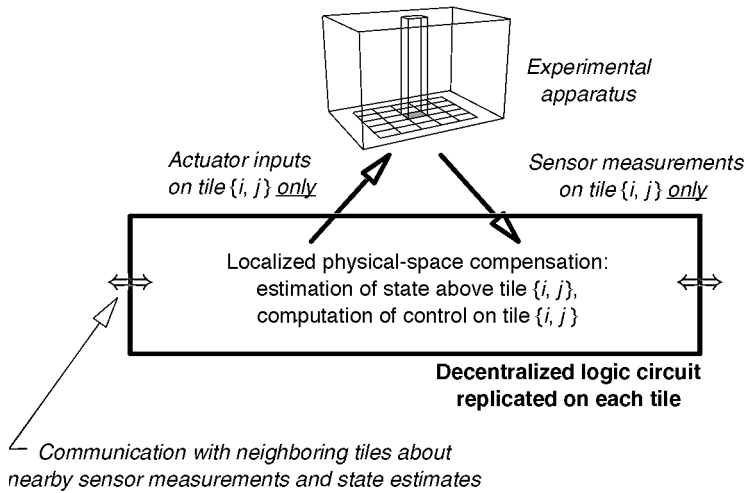 Experimental
apparatus
Actuator inputs
on tile {i, j} only
Sensor measurements
on tile {i, j} only
Localized physical-space compensation:
estimation of state above tile {i, j},
computation of control on tile {i, j }
Decentralized logic circuit
replicated on each tile
Communication with neighboring tiles about
nearby sensor measurements and state estimates